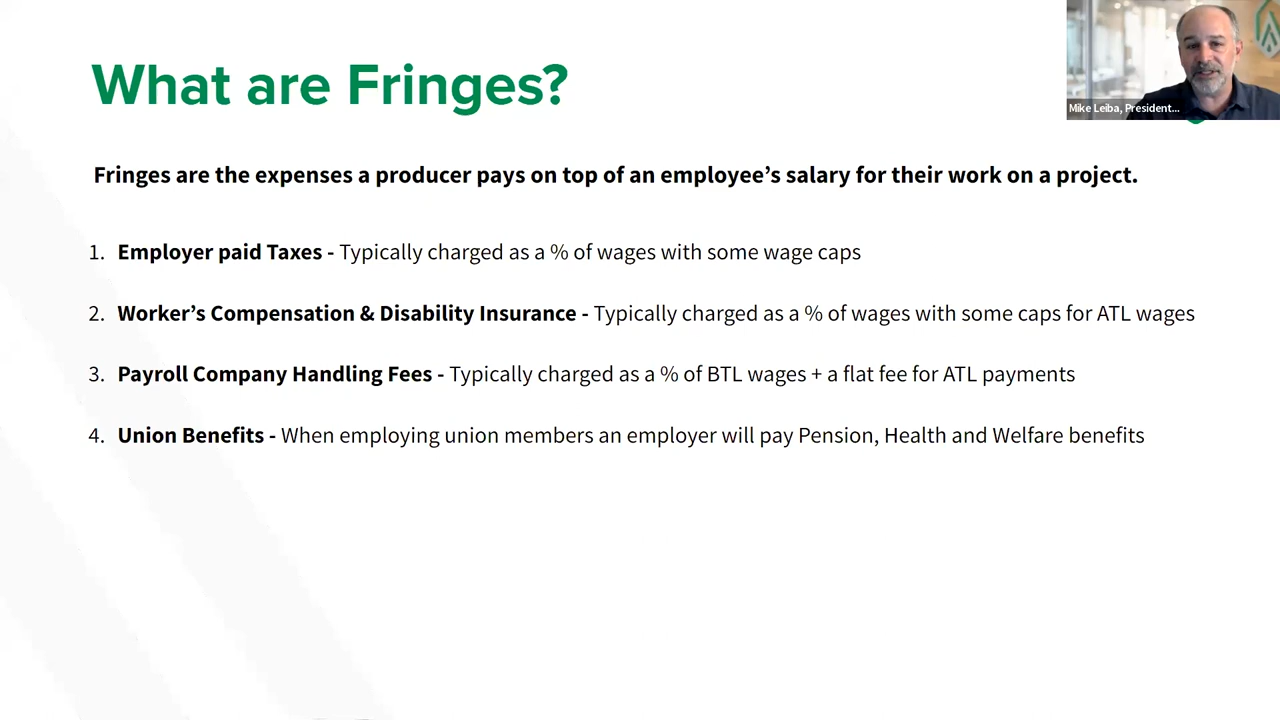 What are Fringes?
Mike Leiba, President...
Fringes are the expenses a producer pays on top of an employee’s salary for their work on a project.
1. Employer paid Taxes - Typically charged as a % of wages with some wage caps
2. Worker’s Compensation & Disability Insurance - Typically charged as a % of wages with some caps for ATL wages
3. Payroll Company Handling Fees - Typically charged as a % of BTL wages + a flat fee for ATL payments
4. Union Benefits - When employing union members an employer will pay Pension, Health and Welfare benefits